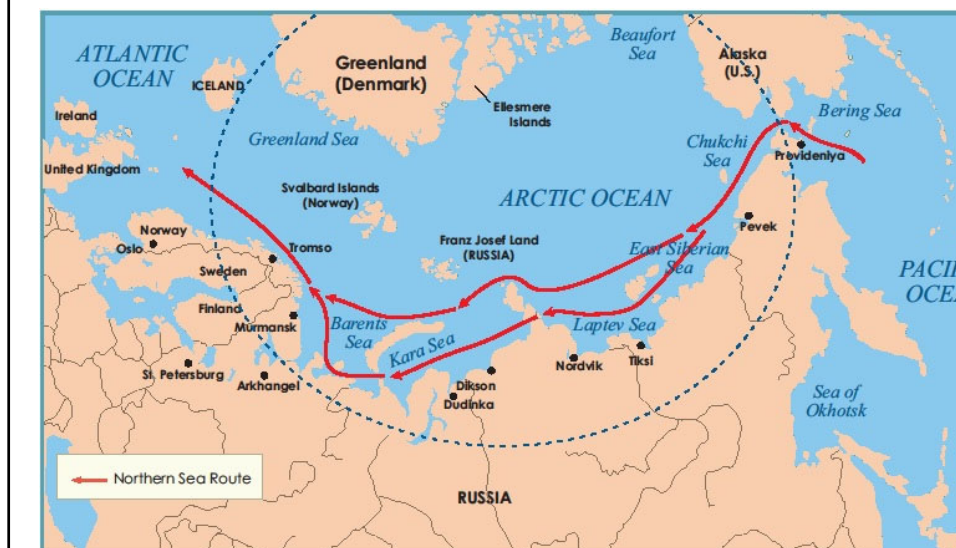 ATLANTIC
OCEAN
ICELAND
Ireland
United Kingdom
Greenland
(Denmark)
Greenland Sea
Ellesmere
Islands
Beaufort
Sea
Alaska
(U.S.)
Bering Sea
Chukchi
Sea
Provideniya
Svalbard Islands
(Norway)
ARCTIC OCEAN
Pevek
Norway
Oslo
Tromso
Franz Josef Land
(RUSSIA)
East Siberian
Sea
Sweden
PACIF
OCEA
Finland
Murmansk
Barents
Sea
Kara Sea
Laptev Sea
St. Petersburg
Arkhangel
Dikson
Dudinka
Nordvik
Tiksi
Sea of
Okhotsk
Northern Sea Route
RUSSIA